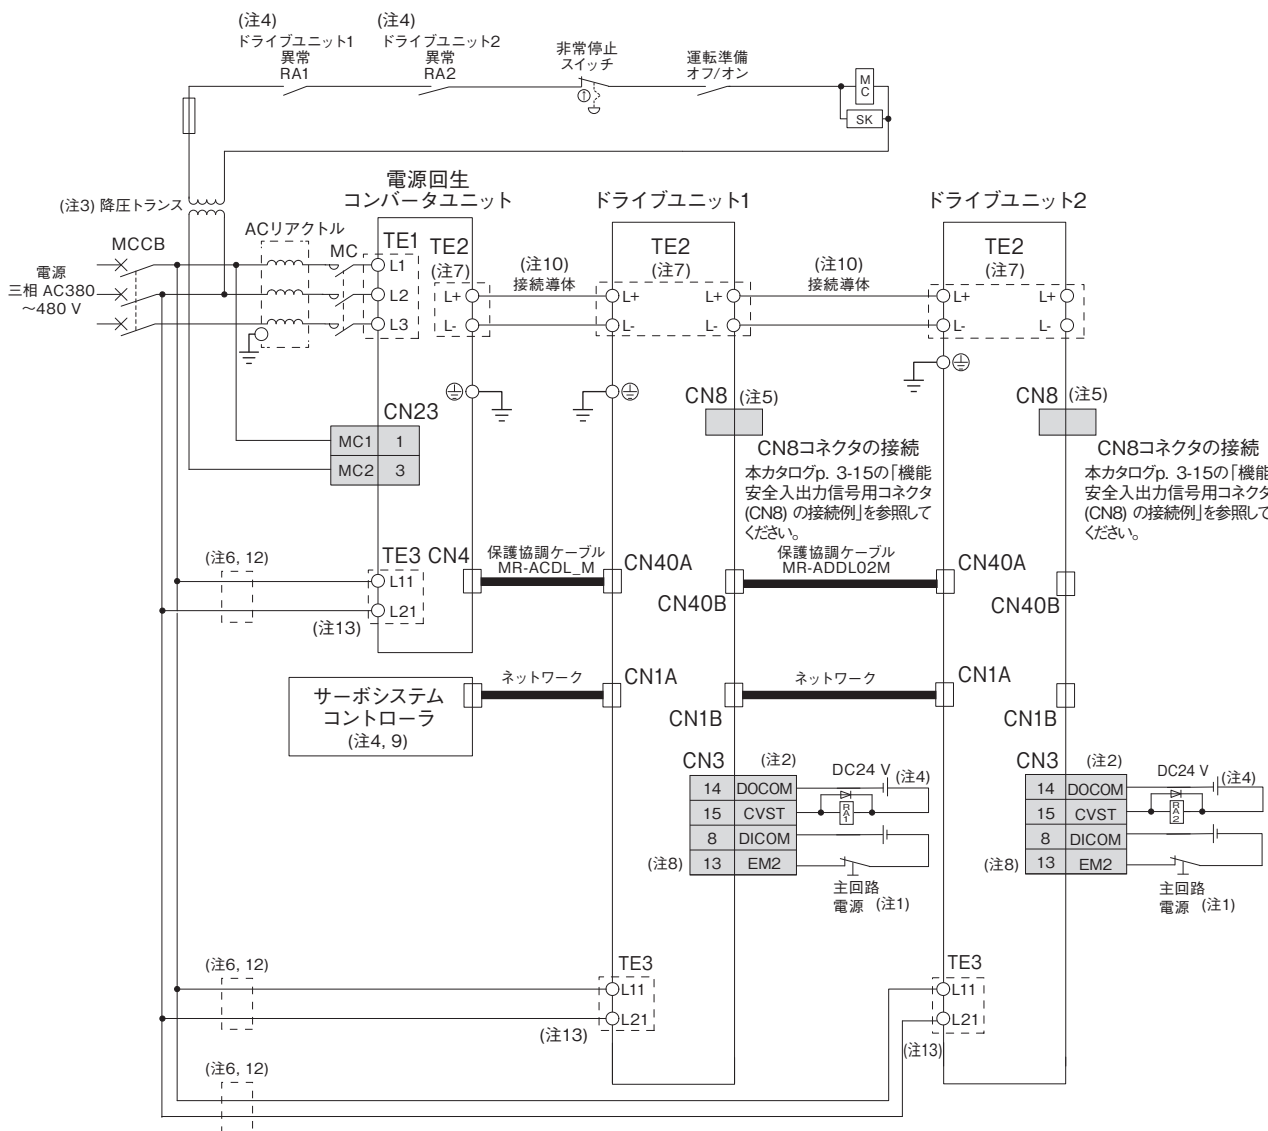 (注4)
ドライブユニット1
異常
RA1
(注4)
ドライブユニット2
異常
RA2
非常停止
スイッチ
運転準備
オフ/オン
MC
SK
(注3) 降圧トランス
電源回生
コンバータユニット
ドライブユニット1
ドライブユニット2
MCCB
ACリアクトル
MC
TE1
TE2
(注7)
(注10)
接続導体
TE2
(注7)
(注10)
接続導体
TE2
(注7)
電源
三相 AC380
～480 V
L1
L2
L3
L+
L-
L+
L-
L+
L-
L+
L-
L+
L-
CN23
MC1 1
MC2 3
CN8 (注5)
CN8コネクタの接続
本カタログp. 3-15の「機能
安全入出力信号用コネクタ
(CN8) の接続例」を参照して
ください。
CN8 (注5)
CN8コネクタの接続
本カタログp. 3-15の「機能
安全入出力信号用コネクタ
(CN8) の接続例」を参照して
ください。
(注6, 12)
TE3
L11
L21
(注13)
CN4
保護協調ケーブル
MR-ACDL_M
CN40A
CN40B
保護協調ケーブル
MR-ADDL02M
CN40A
CN40B
サーボシステム
コントローラ
(注4, 9)
ネットワーク
CN1A
CN1B
ネットワーク
CN1A
CN1B
CN3
(注2)
14 DOCOM
15 CVST
8 DICOM
13 EM2
(注8)
DC24 V
(注4)
RA1
主回路
電源 (注1)
CN3
(注2)
14 DOCOM
15 CVST
8 DICOM
13 EM2
(注8)
DC24 V
(注4)
RA2
主回路
電源 (注1)
(注6, 12)
TE3
L11
L21
(注13)
TE3
L11
L21
(注13)
(注6, 12)